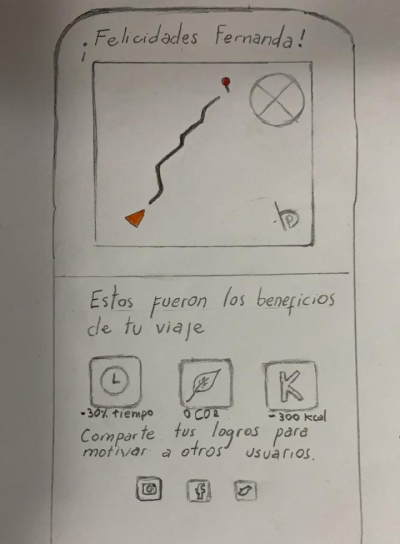 ¡Felicidades Fernanda!
Estos fueron los beneficios
de tu viaje
K
-30% tiempo
0 CO2
-300 kcal
Comparte tus logros para
motivar a otros usuarios.